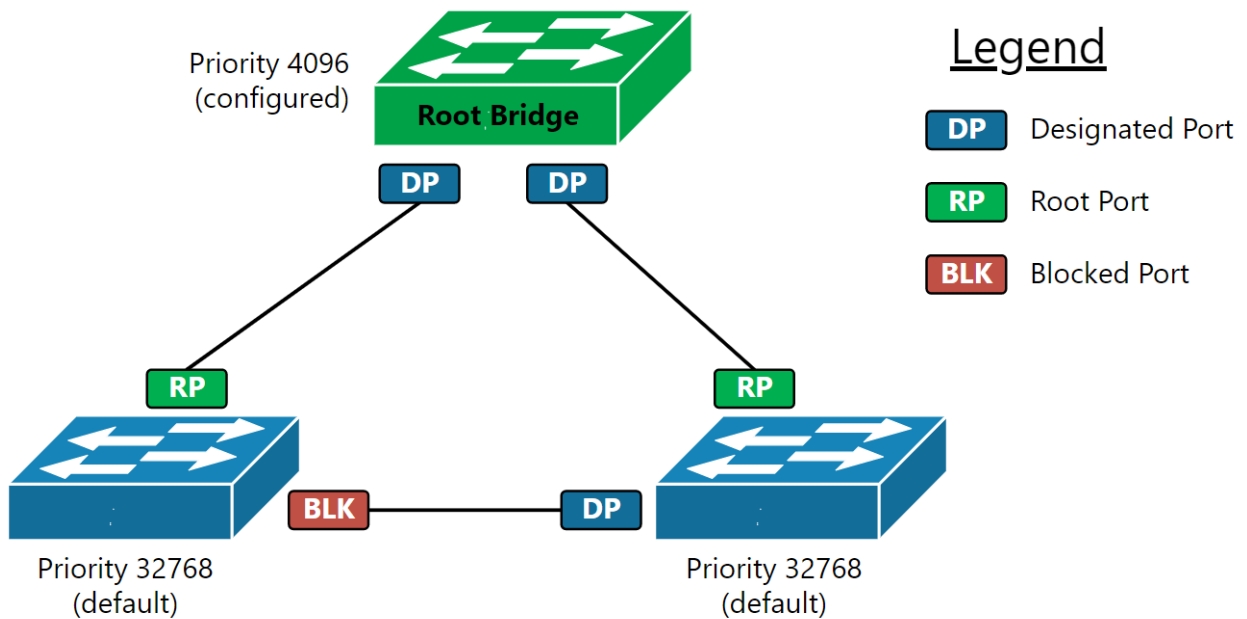 Priority 4096
(configured)
Root Bridge
Legend
DP Designated Port
RP Root Port
BLK Blocked Port
DP DP
RP RP
BLK DP
Priority 32768
(default)
Priority 32768
(default)